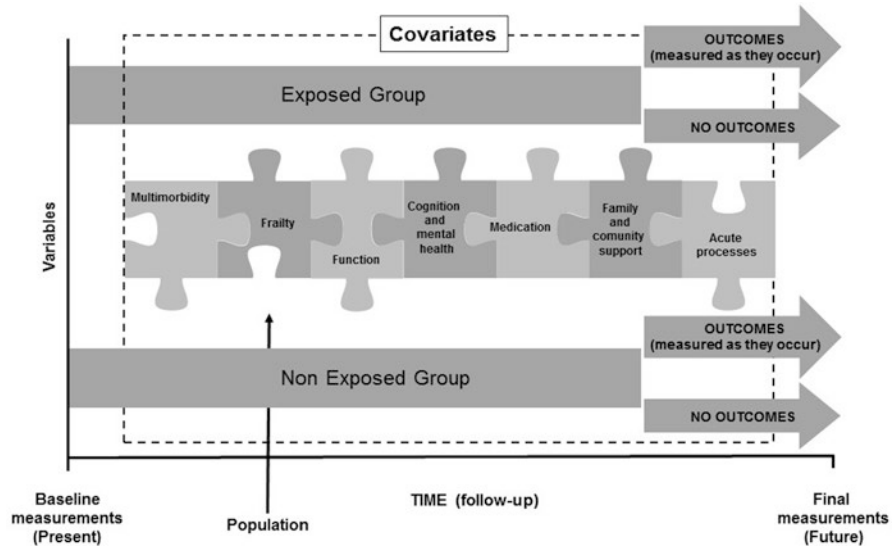 Covariates
OUTCOMES
(measured as they occur)
Exposed Group
NO OUTCOMES
Variables
Multimorbidity
Frailty
Function
Cognition
and
mental
health
Medication
Family
and
comunity
support
Acute
processes
OUTCOMES
(measured as they occur)
Non Exposed Group
NO OUTCOMES
Baseline
measurements
(Present)
Population
TIME (follow-up)
Final
measurements
(Future)